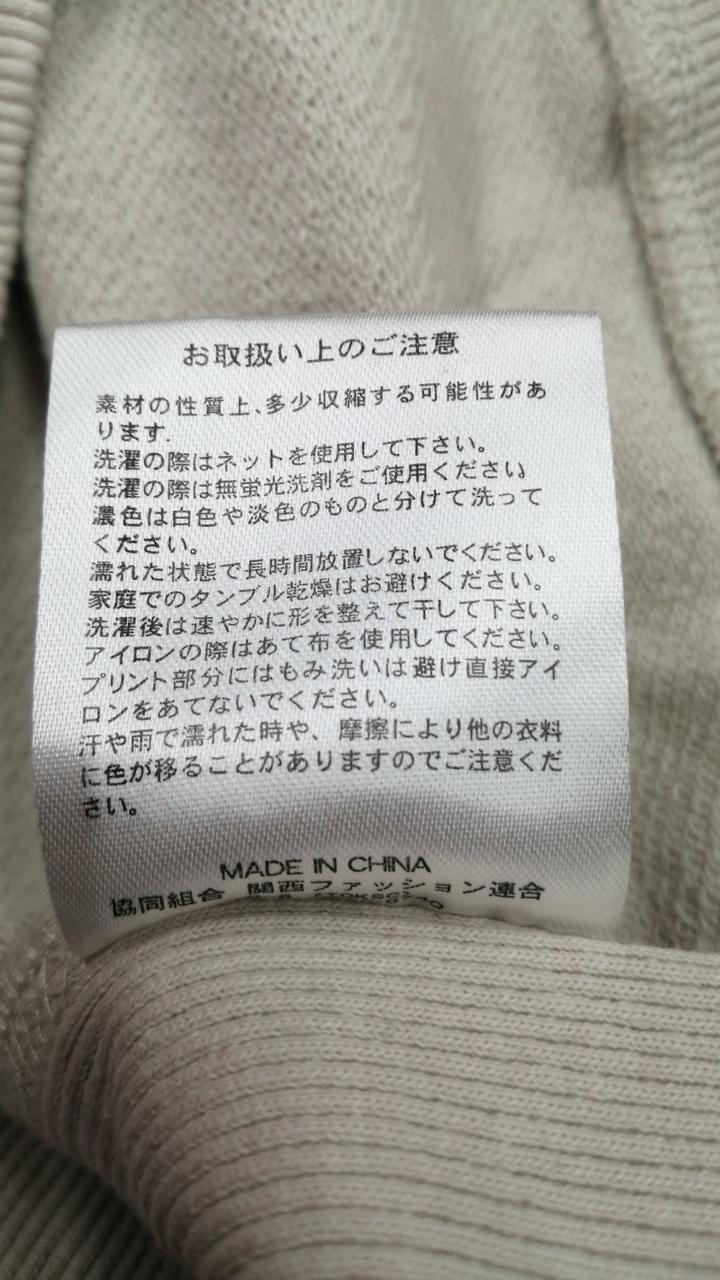 お取扱い上のご注意
素材の性質上､多少収縮する可能性があ
ります.
洗濯の際はネットを使用して下さい。
洗濯の際は無蛍光洗剤をご使用ください
濃色は白色や淡色のものと分けて洗って
ください。
濡れた状態で長時間放置しないでください。
家庭でのタンブル乾燥はお避けください。
洗濯後は速やかに形を整えて干して下さい。
アイロンの際はあて布を使用してください。
プリント部分にはもみ洗いは避け直接アイ
ロンをあてないでください。
汗や雨で濡れた時や、摩擦により他の衣料
に色が移ることがありますのでご注意くだ
さい。
MADE IN CHINA
協同組合 関西ファッション連合